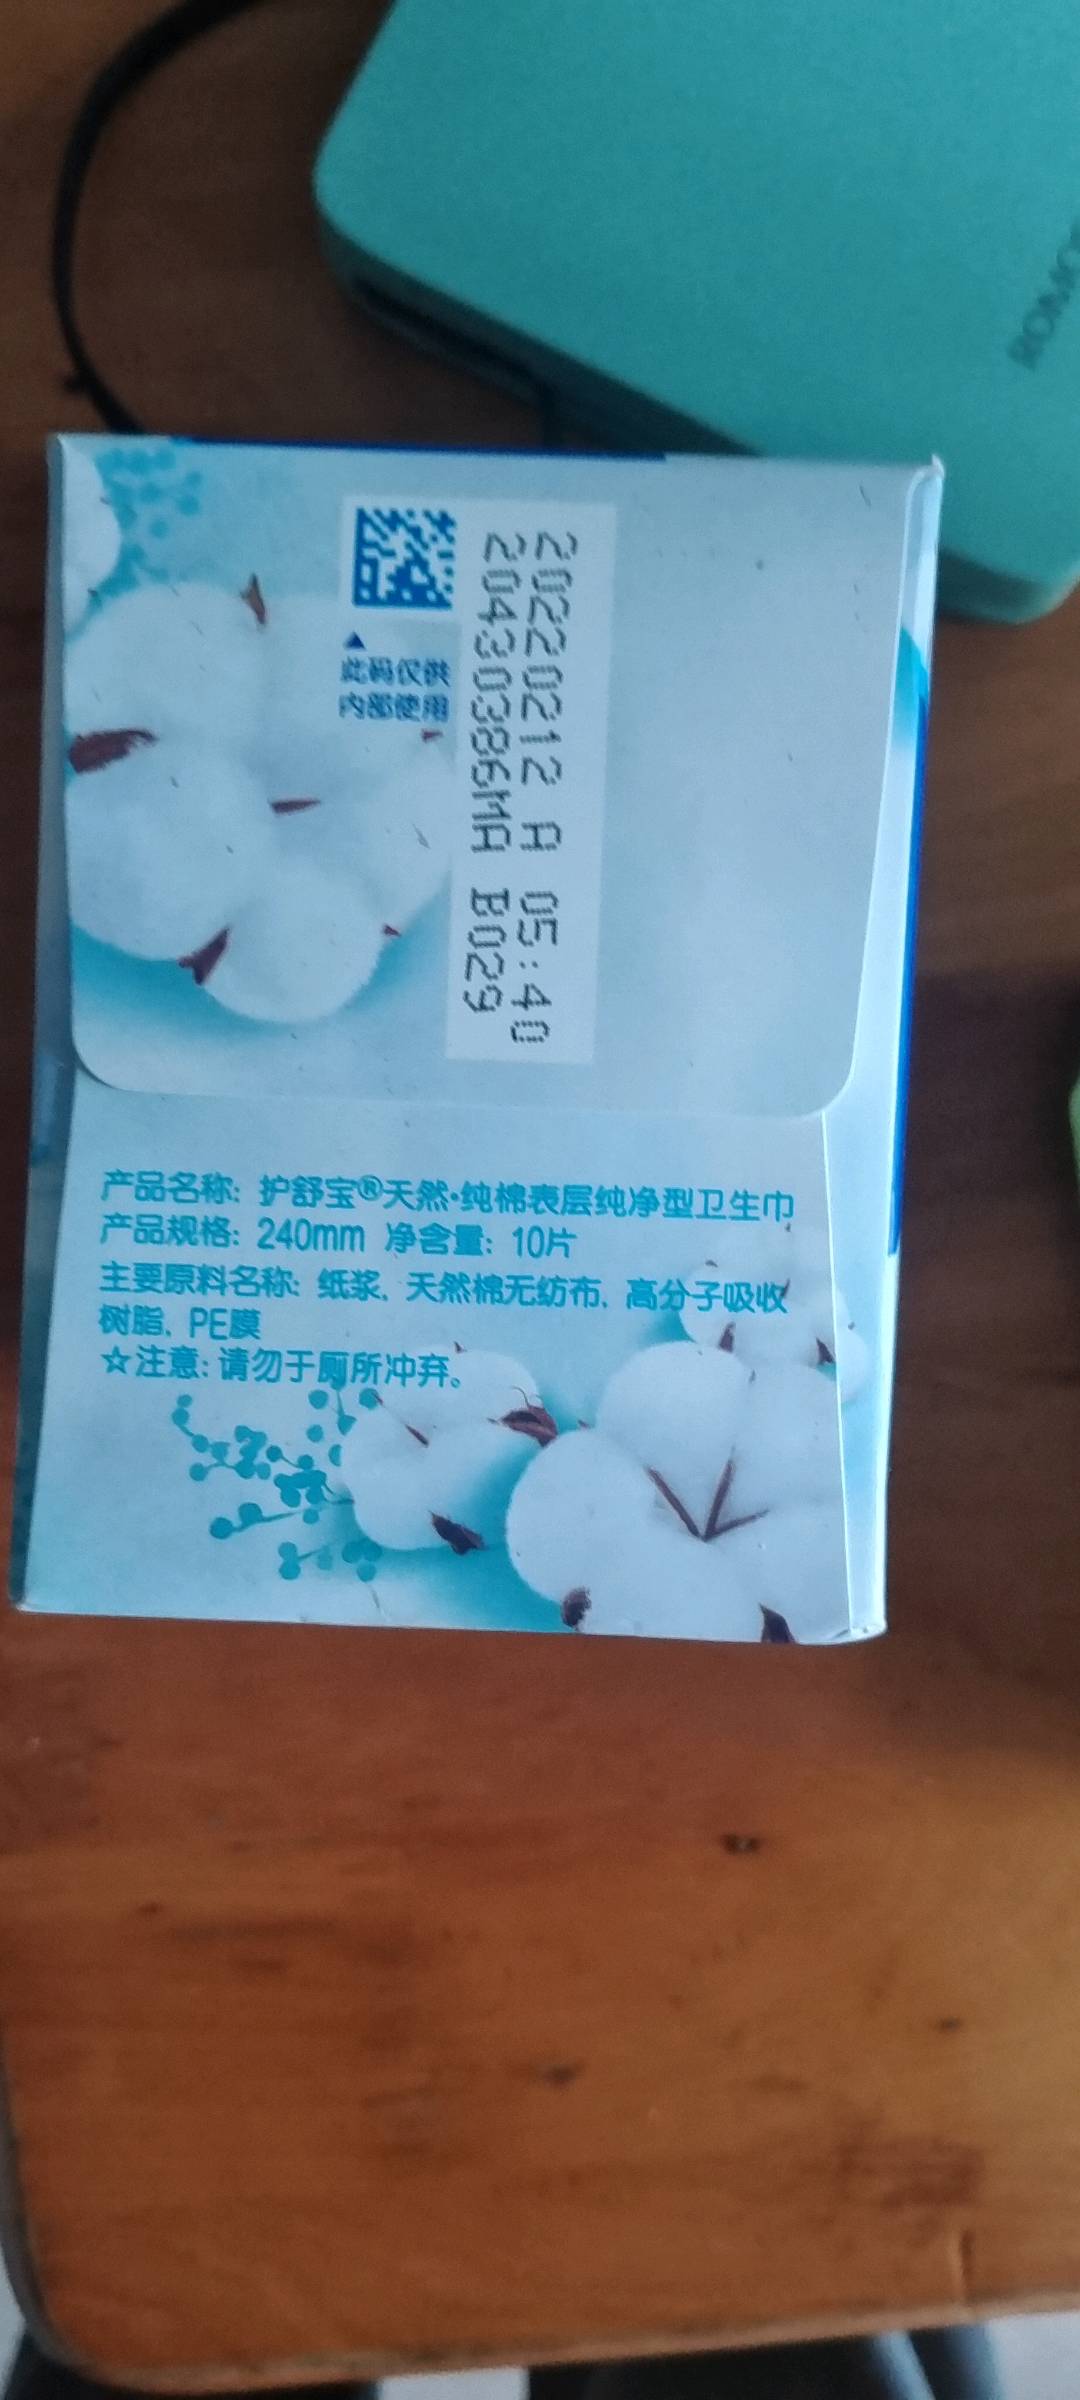 ROMOSS
20220212 A 05:40
20430386MA B029
此码仅供
内部使用
产品名称: 护舒宝®天然·纯棉表层纯净型卫生巾
产品规格: 240mm 净含量: 10片
主要原料名称: 纸浆, 天然棉无纺布, 高分子吸收
树脂, PE膜
☆注意: 请勿于厕所冲弃。